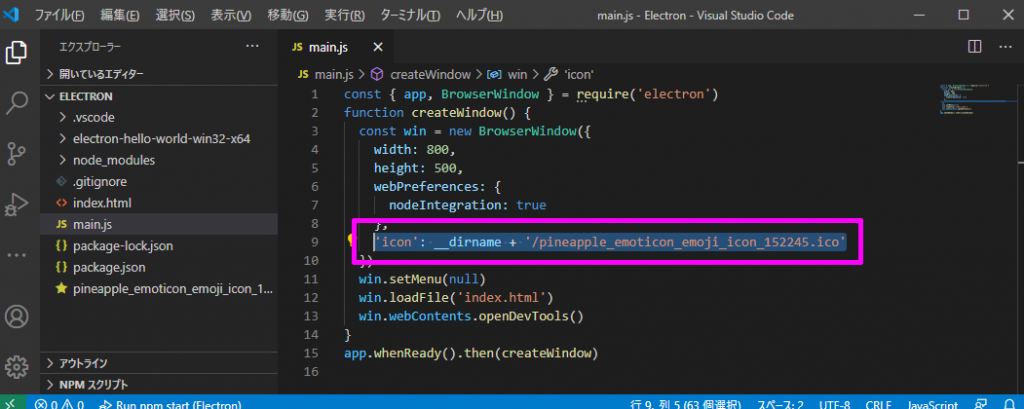 ファイル(F) 編集(E) 選択(S) 表示(V) 移動(G) 実行(R) ターミナル(T) ヘルプ(H) main.js - Electron - Visual Studio Code
エクスプローラー ···
開いているエディター
ELECTRON
.vscode
electron-hello-world-win32-x64
node_modules
.gitignore
index.html
JS main.js
package-lock.json
package.json
pineapple_emoticon_emoji_icon_1...
アウトライン
NPM スクリプト
JS main.js
JS main.js > createWindow > win > 'icon'
1 const { app, BrowserWindow } = require('electron')
2 function createWindow() {
3 const win = new BrowserWindow({
4 width: 800,
5 height: 500,
6 webPreferences: {
7 nodeIntegration: true
8 },
9 'icon': __dirname + '/pineapple_emoticon_emoji_icon_152245.ico'
10 })
11 win.setMenu(null)
12 win.loadFile('index.html')
13 win.webContents.openDevTools()
14 }
15 app.whenReady().then(createWindow)
16
0 0 Run npm start (Electron) 行 9、列 5 (63 個選択) スペース: 2 UTF-8 CRLF JavaScript